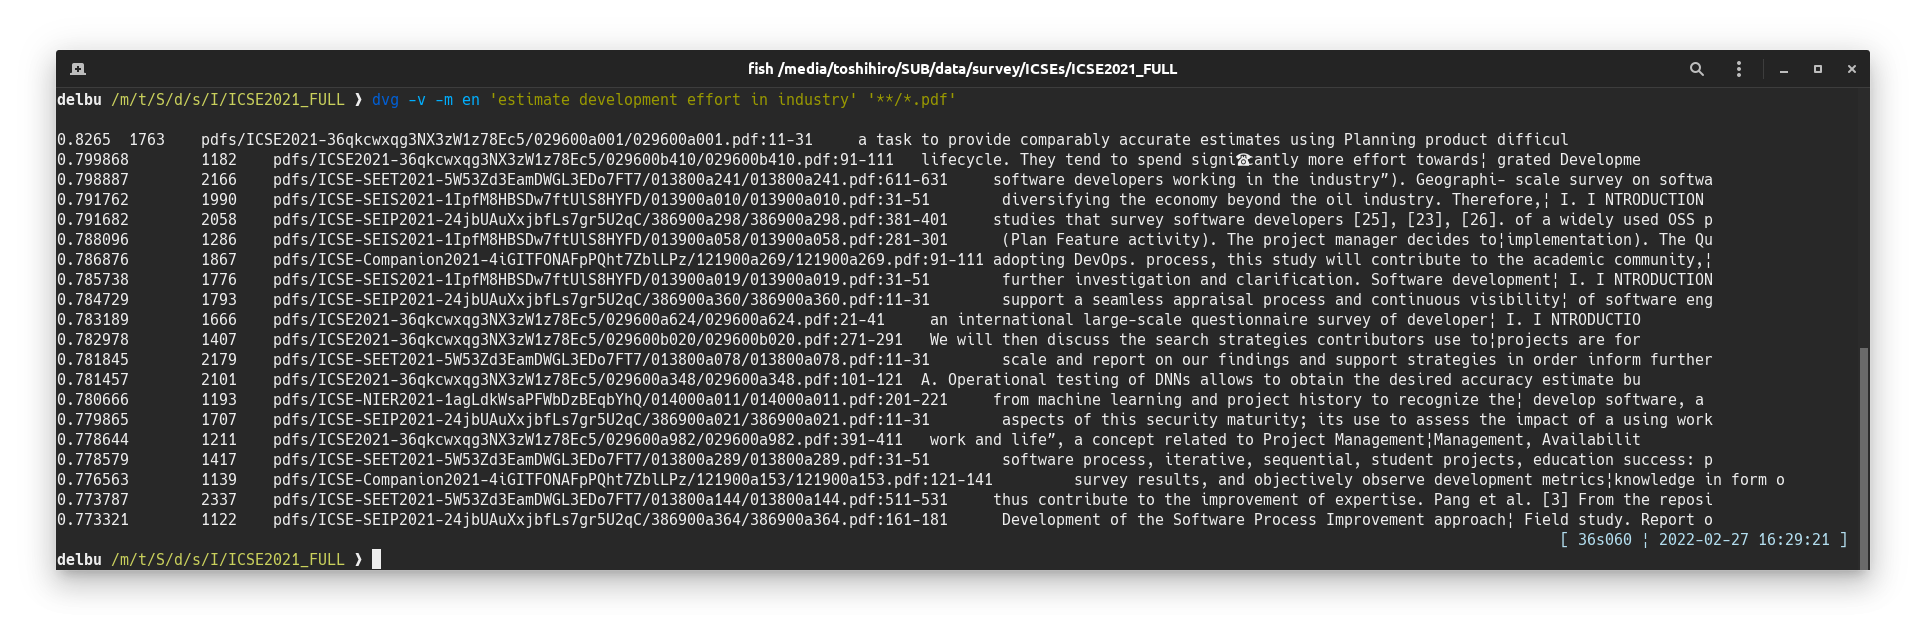 fish /media/toshihiro/SUB/data/survey/ICSEs/ICSE2021_FULL
delbu /m/t/S/d/s/I/ICSE2021_FULL ❯ dvg -v -m en 'estimate development effort in industry' '**/*.pdf'
0.8265 1763 pdfs/ICSE2021-36qkcwxqg3NX3zW1z78Ec5/029600a001/029600a001.pdf:11-31 a task to provide comparably accurate estimates using Planning product difficul
0.799868 1182 pdfs/ICSE2021-36qkcwxqg3NX3zW1z78Ec5/029600b410/029600b410.pdf:91-111 lifecycle. They tend to spend signi☎cantly more effort towards¦ grated Developme
0.798887 2166 pdfs/ICSE-SEET2021-5W53Zd3EamDWGL3EDo7FT7/013800a241/013800a241.pdf:611-631 software developers working in the industry”). Geographi- scale survey on softwa
0.791762 1990 pdfs/ICSE-SEIS2021-1IpfM8HBSDw7ftUlS8HYFD/013900a010/013900a010.pdf:31-51 diversifying the economy beyond the oil industry. Therefore,¦ I. I NTRODUCTION
0.791682 2058 pdfs/ICSE-SEIP2021-24jbUAuXxjbfLs7gr5U2qC/386900a298/386900a298.pdf:381-401 studies that survey software developers [25], [23], [26]. of a widely used OSS p
0.788096 1286 pdfs/ICSE-SEIS2021-1IpfM8HBSDw7ftUlS8HYFD/013900a058/013900a058.pdf:281-301 (Plan Feature activity). The project manager decides to¦implementation). The Qu
0.786876 1867 pdfs/ICSE-Companion2021-4iGITFONAFpPQht7ZblLPz/121900a269/121900a269.pdf:91-111 adopting DevOps. process, this study will contribute to the academic community,¦
0.785738 1776 pdfs/ICSE-SEIS2021-1IpfM8HBSDw7ftUlS8HYFD/013900a019/013900a019.pdf:31-51 further investigation and clarification. Software development¦ I. I NTRODUCTION
0.784729 1793 pdfs/ICSE-SEIP2021-24jbUAuXxjbfLs7gr5U2qC/386900a360/386900a360.pdf:11-31 support a seamless appraisal process and continuous visibility¦ of software eng
0.783189 1666 pdfs/ICSE2021-36qkcwxqg3NX3zW1z78Ec5/029600a624/029600a624.pdf:21-41 an international large-scale questionnaire survey of developer¦ I. I NTRODUCTIO
0.782978 1407 pdfs/ICSE2021-36qkcwxqg3NX3zW1z78Ec5/029600b020/029600b020.pdf:271-291 We will then discuss the search strategies contributors use to¦projects are for
0.781845 2179 pdfs/ICSE-SEET2021-5W53Zd3EamDWGL3EDo7FT7/013800a078/013800a078.pdf:11-31 scale and report on our findings and support strategies in order inform further
0.781457 2101 pdfs/ICSE2021-36qkcwxqg3NX3zW1z78Ec5/029600a348/029600a348.pdf:101-121 A. Operational testing of DNNs allows to obtain the desired accuracy estimate bu
0.780666 1193 pdfs/ICSE-NIER2021-1agLdkWsaPFWbDzBEqbYhQ/014000a011/014000a011.pdf:201-221 from machine learning and project history to recognize the¦ develop software, a
0.779865 1707 pdfs/ICSE-SEIP2021-24jbUAuXxjbfLs7gr5U2qC/386900a021/386900a021.pdf:11-31 aspects of this security maturity; its use to assess the impact of a using work
0.778644 1211 pdfs/ICSE2021-36qkcwxqg3NX3zW1z78Ec5/029600a982/029600a982.pdf:391-411 work and life”, a concept related to Project Management¦Management, Availabilit
0.778579 1417 pdfs/ICSE-SEET2021-5W53Zd3EamDWGL3EDo7FT7/013800a289/013800a289.pdf:31-51 software process, iterative, sequential, student projects, education success: p
0.776563 1139 pdfs/ICSE-Companion2021-4iGITFONAFpPQht7ZblLPz/121900a153/121900a153.pdf:121-141 survey results, and objectively observe development metrics¦knowledge in form o
0.773787 2337 pdfs/ICSE-SEET2021-5W53Zd3EamDWGL3EDo7FT7/013800a144/013800a144.pdf:511-531 thus contribute to the improvement of expertise. Pang et al. [3] From the reposi
0.773321 1122 pdfs/ICSE-SEIP2021-24jbUAuXxjbfLs7gr5U2qC/386900a364/386900a364.pdf:161-181 Development of the Software Process Improvement approach¦ Field study. Report o
[ 36s060 ¦ 2022-02-27 16:29:21 ]
delbu /m/t/S/d/s/I/ICSE2021_FULL ❯